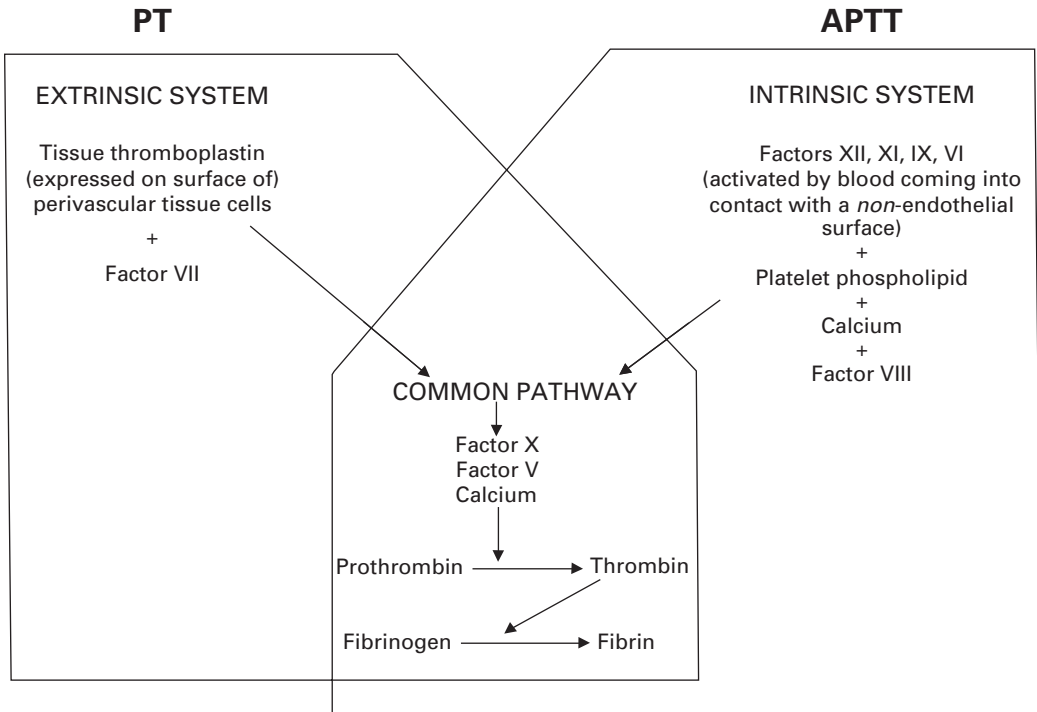 PT
APTT
EXTRINSIC SYSTEM
Tissue thromboplastin
(expressed on surface of)
perivascular tissue cells
+
Factor VII
INTRINSIC SYSTEM
Factors XII, XI, IX, VI
(activated by blood coming into
contact with a non-endothelial
surface)
+
Platelet phospholipid
+
Calcium
+
Factor VIII
COMMON PATHWAY
Factor X
Factor V
Calcium
Prothrombin
Thrombin
Fibrinogen
Fibrin